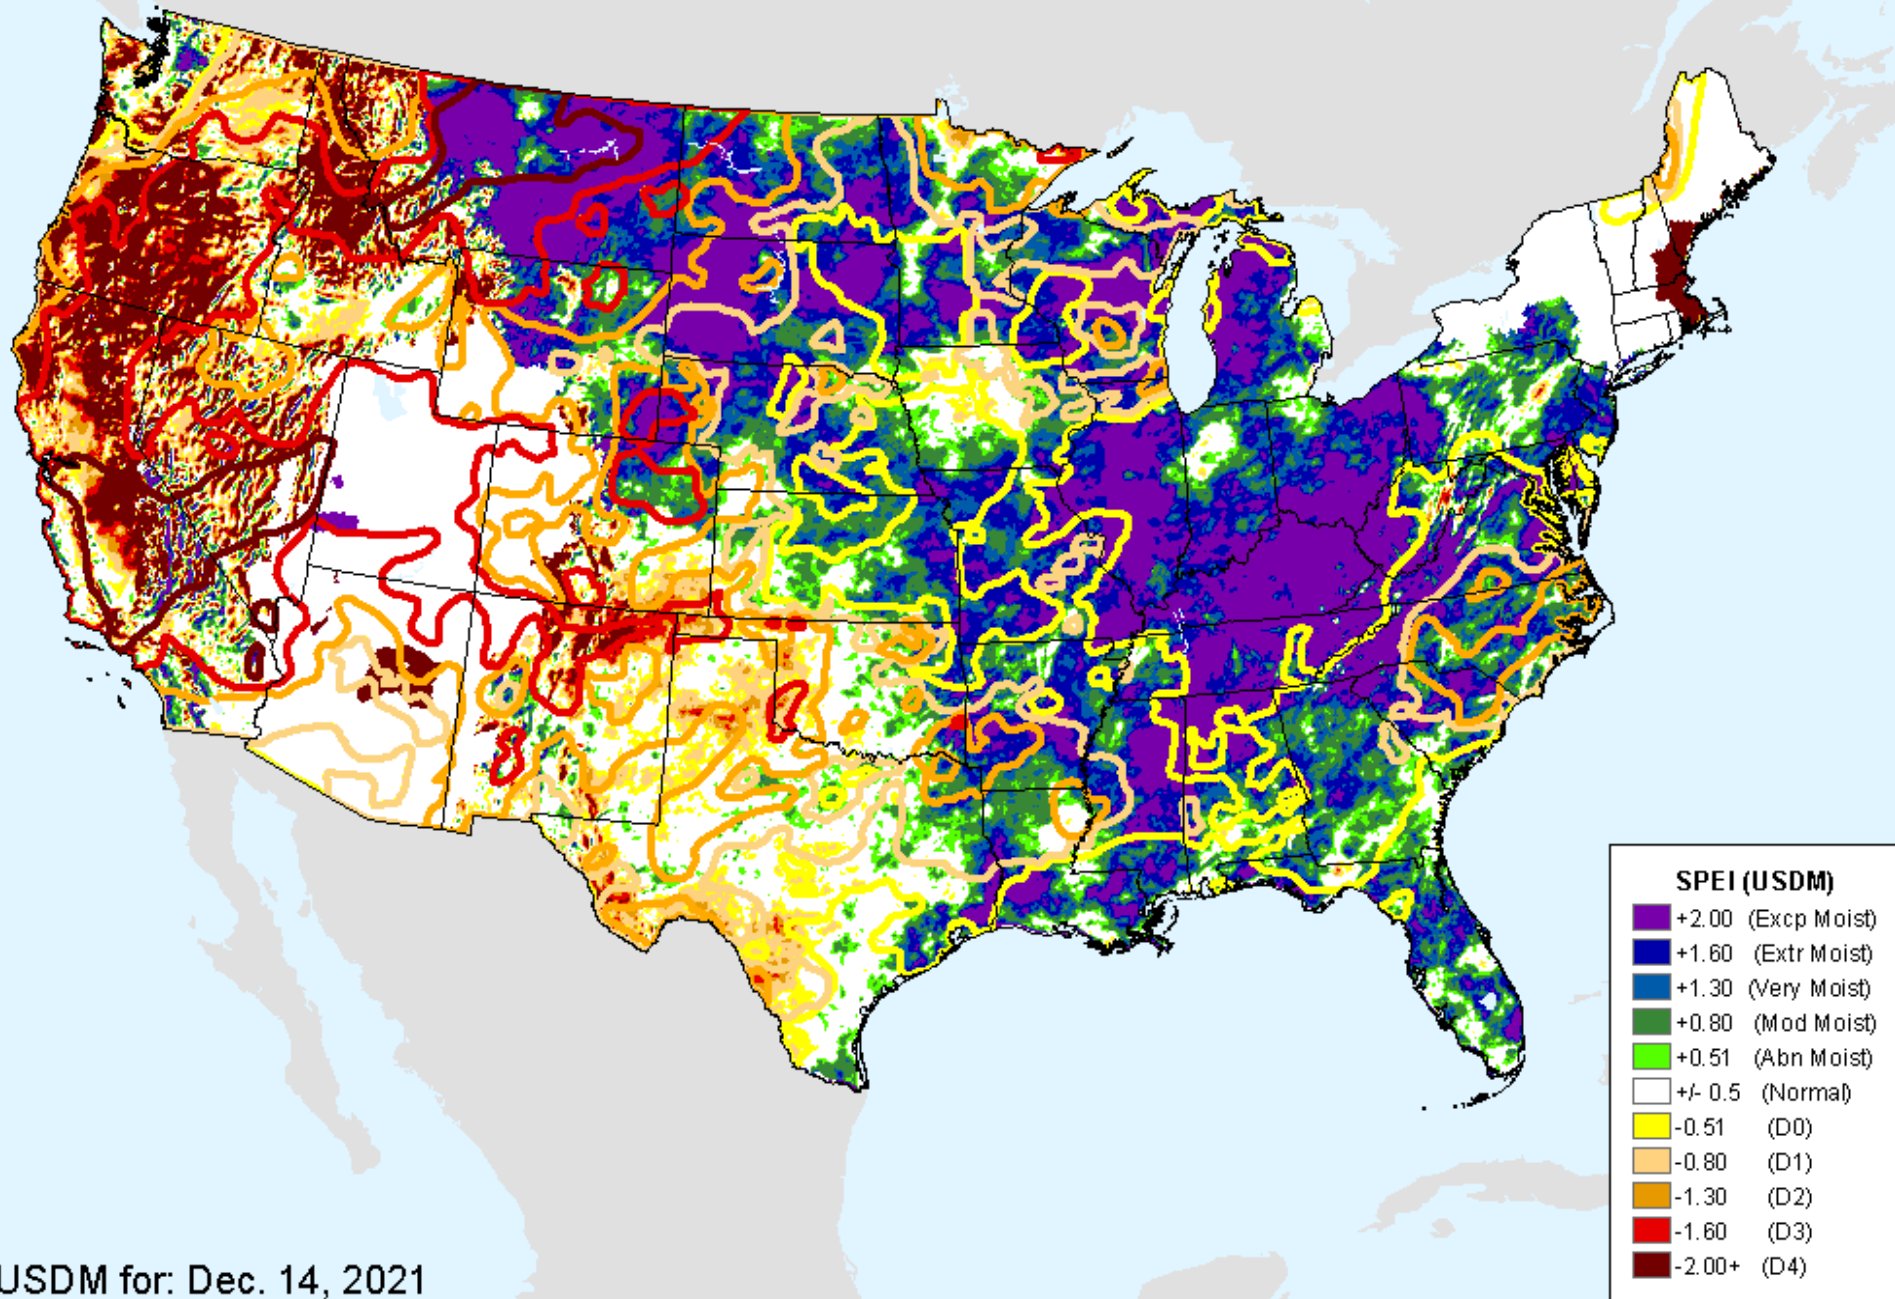 SPEI (USDM)
+2.00 (Excp Moist)
+1.60 (Extr Moist)
+1.30 (Very Moist)
+0.80 (Mod Moist)
+0.51 (Abn Moist)
+/- 0.5 (Normal)
-0.51 (D0)
-0.80 (D1)
-1.30 (D2)
-1.60 (D3)
-2.00+ (D4)
USDM for: Dec. 14, 2021